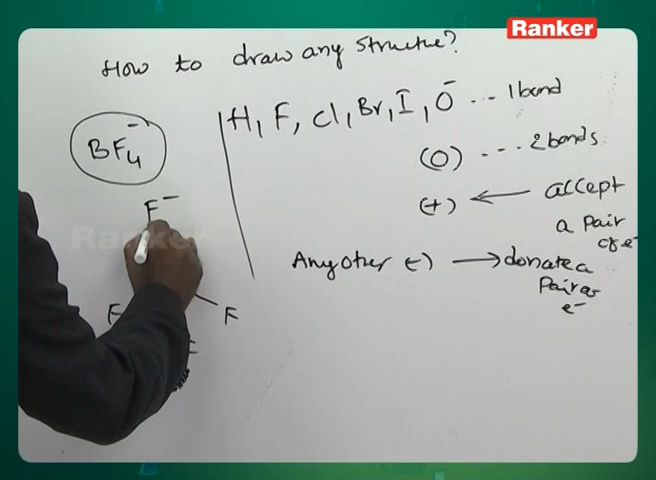 Ranker
How to draw any structure?
BF4-
H, F, Cl, Br, I, O- ... 1 bond
(O) ... 2 bonds
(+) ← accept
a pair
of e-
Any other (-) → donate a
Pair of
e-
F-
F
F
F
Ranker